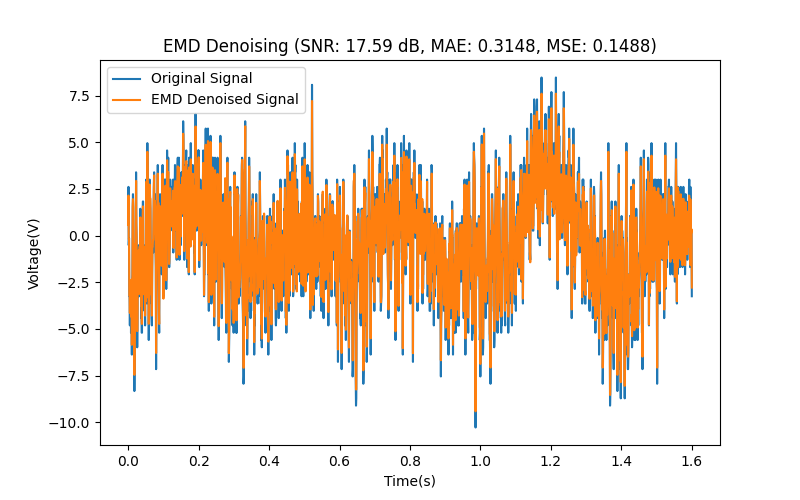 EMD Denoising (SNR: 17.59 dB, MAE: 0.3148, MSE: 0.1488)
Original Signal
EMD Denoised Signal
7.5
5.0
2.5
0.0
−2.5
−5.0
−7.5
−10.0
Voltage(V)
0.0 0.2 0.4 0.6 0.8 1.0 1.2 1.4 1.6
Time(s)